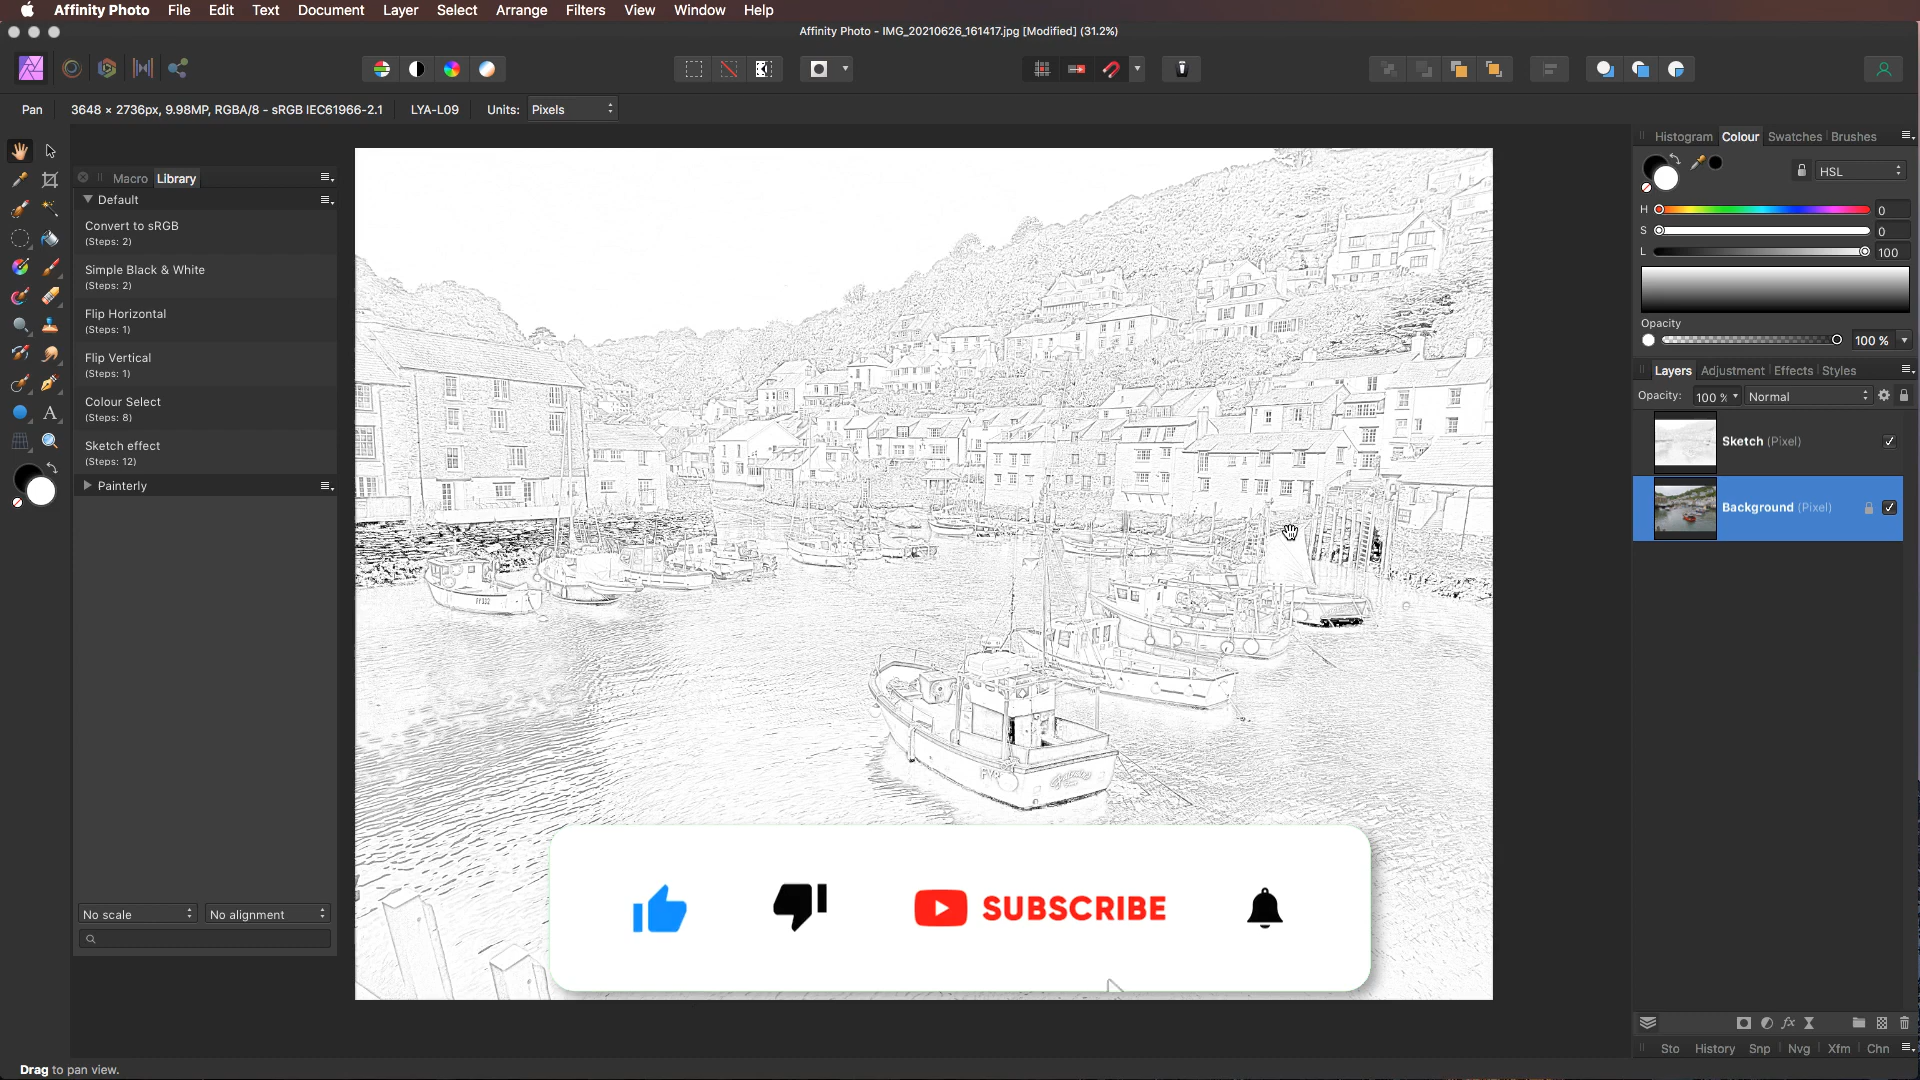 Affinity Photo File Edit Text Document Layer Select Arrange Filters View Window Help
Affinity Photo - IMG_20210626_161417.jpg [Modified] (31.2%)
Pan 3648 × 2736px, 9.98MP, RGBA/8 - sRGB IEC61966-2.1 LYA-L09 Units: Pixels
Histogram Colour Swatches Brushes
HSL
H 0
S 0
L 100
Opacity
100 %
Layers Adjustment Effects Styles
Opacity: 100 % Normal
Sketch (Pixel)
Background (Pixel)
Sto History Snp Nvg Xfm Chn
Macro Library
Default
Convert to sRGB
(Steps: 2)
Simple Black & White
(Steps: 2)
Flip Horizontal
(Steps: 1)
Flip Vertical
(Steps: 1)
Colour Select
(Steps: 8)
Sketch effect
(Steps: 12)
Painterly
No scale No alignment
SUBSCRIBE
Drag to pan view.